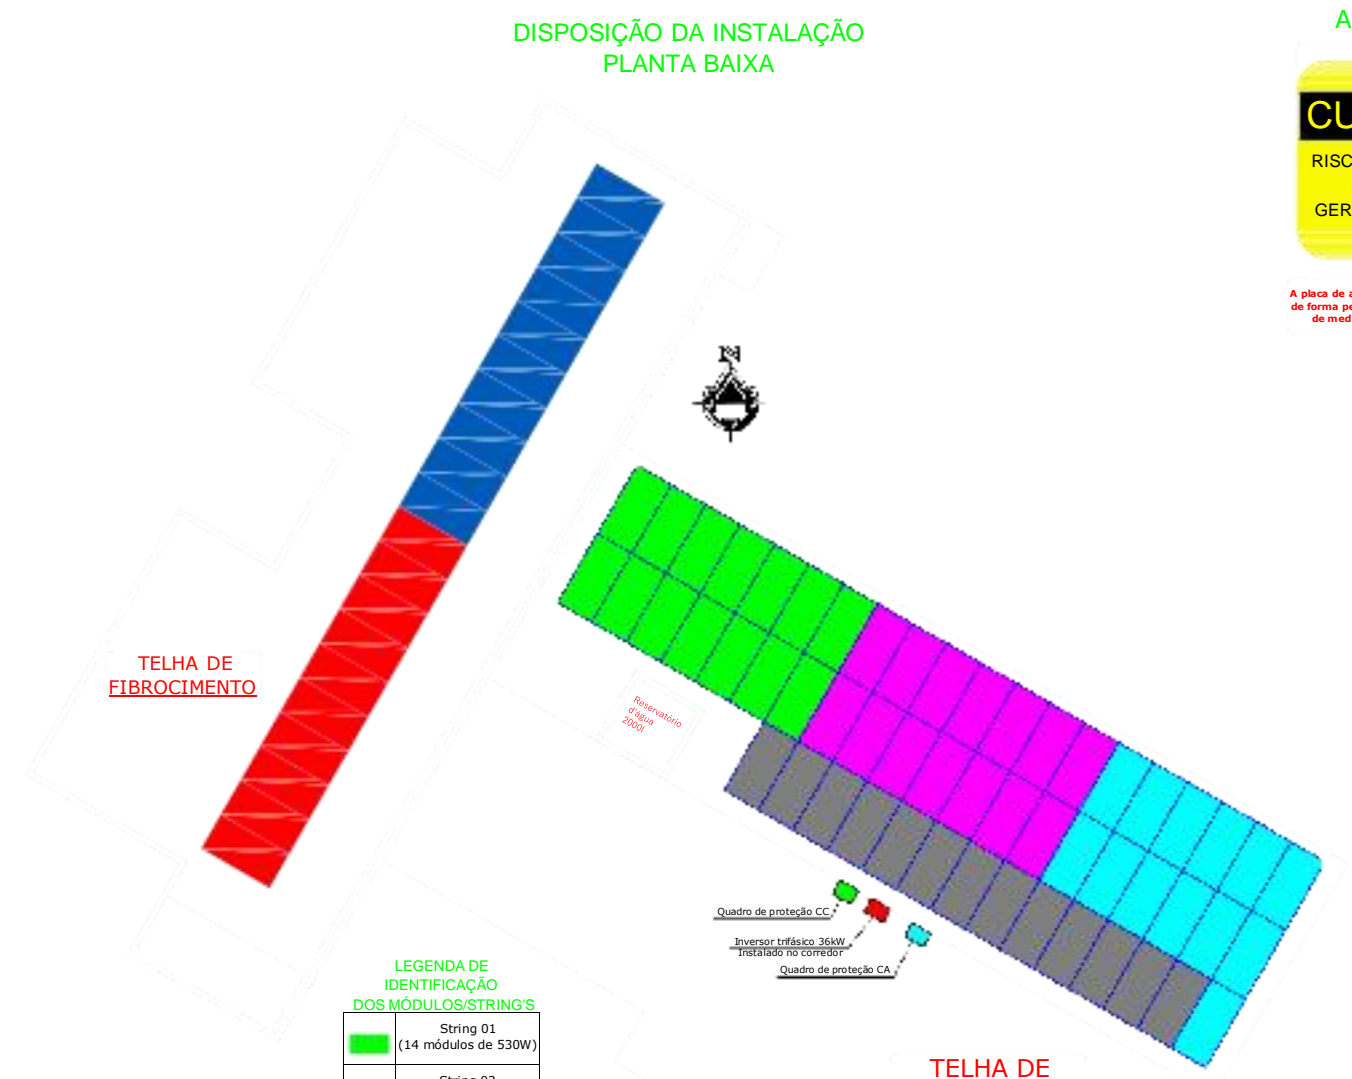 DISPOSIÇÃO DA INSTALAÇÃO
PLANTA BAIXA
A
CU
RISC
GER
A placa de a
de forma pe
de med
N
TELHA DE
FIBROCIMENTO
Reservatório
d'água
2000l
Quadro de proteção CC
Inversor trifásico 36kW
Instalado no corredor
Quadro de proteção CA
LEGENDA DE
IDENTIFICAÇÃO
DOS MÓDULOS/STRING'S
String 01
(14 módulos de 530W)
TELHA DE